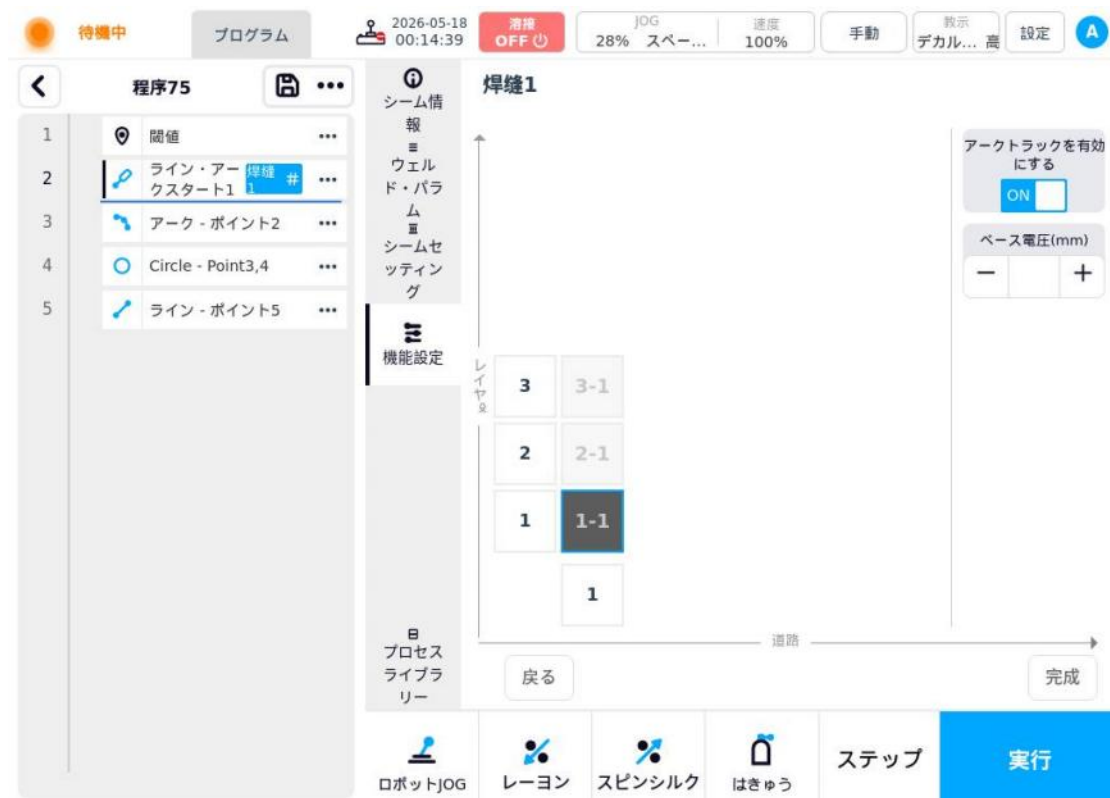 待機中
プログラム
2026-05-18
00:14:39
溶接
OFF
JOG
28% スペー...
速度
100%
手動
教示
デカル... 高
設定
A
程序75
1 閾値
2 ライン・アー
クスタート1
焊缝
1 #
3 アーク - ポイント2
4 Circle - Point3,4
5 ライン - ポイント5
シーム情
報
ウェル
ド・パラ
ム
シームセ
ッティン
グ
機能設定
プロセス
ライブラ
リー
焊缝1
レイヤ
3 3-1
2 2-1
1 1-1
1
道路
アークトラックを有効
にする
ON
ベース電圧(mm)
戻る
完成
ロボットJOG
レーヨン
スピンシルク
はきゅう
ステップ
実行